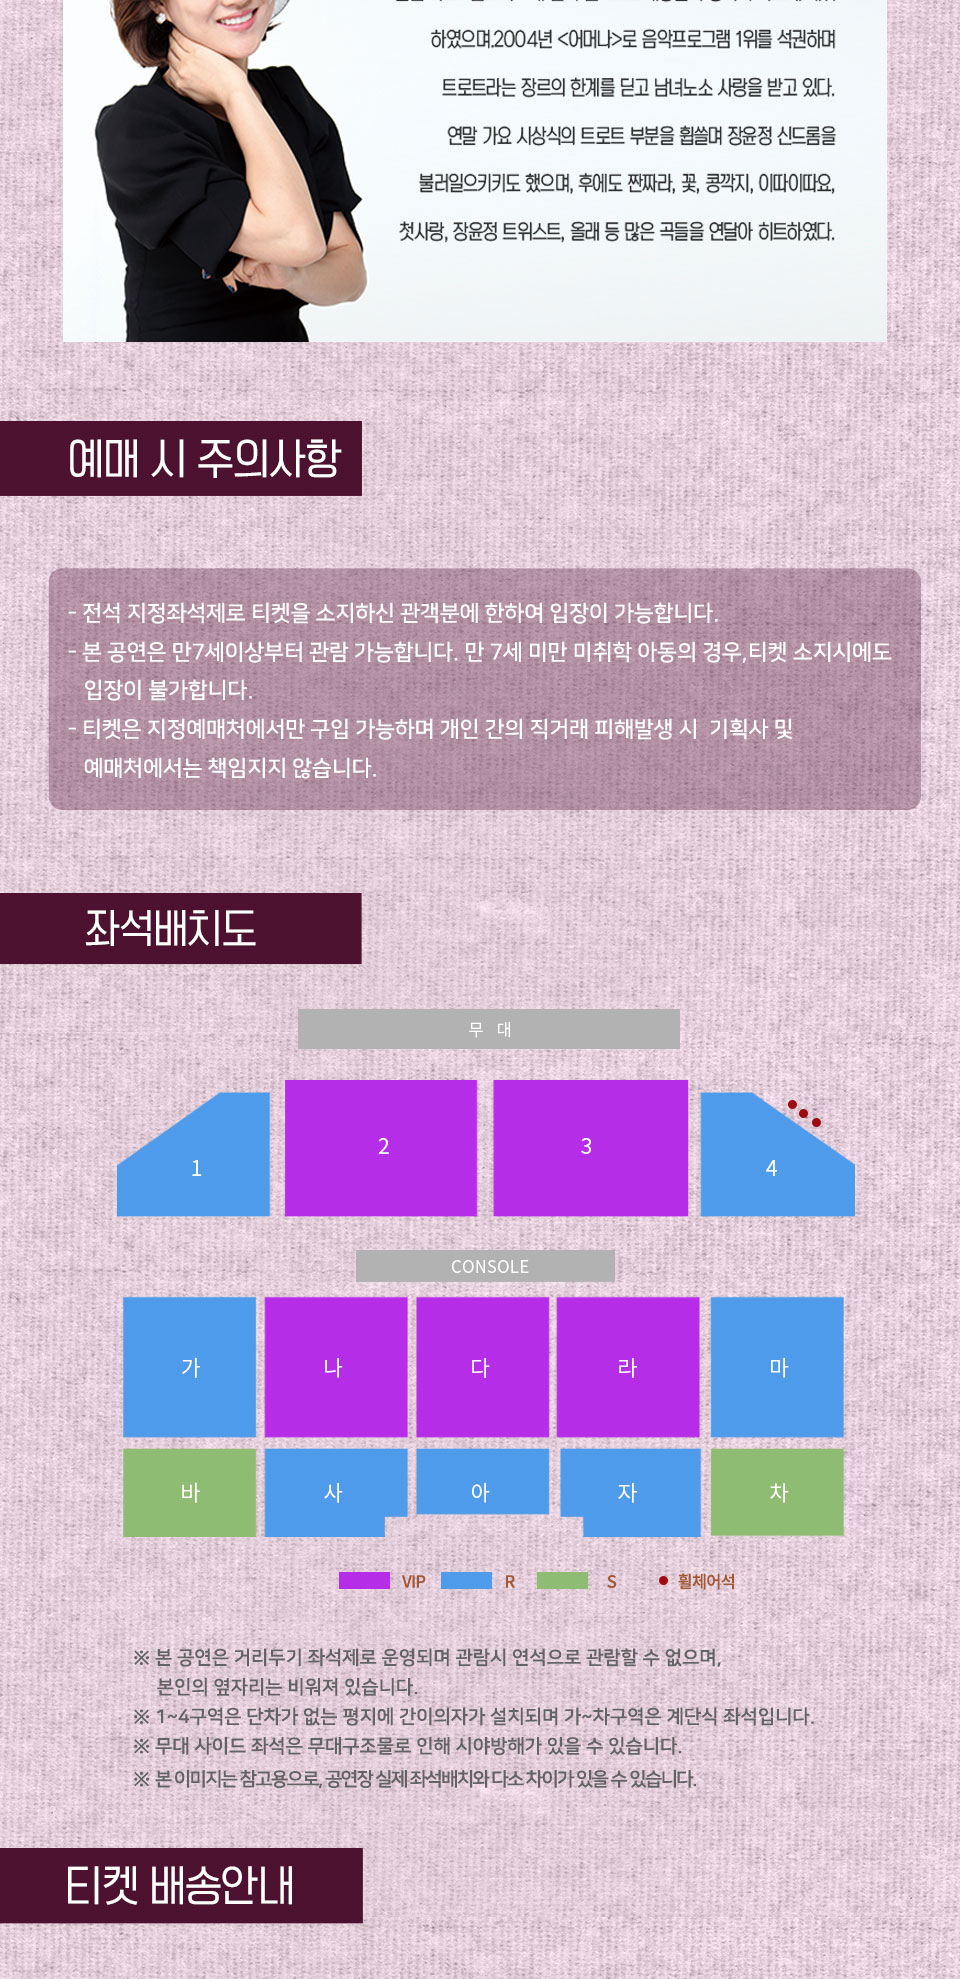 하였으며,2004년 <어머나>로 음악프로그램 1위를 석권하며
트로트라는 장르의 한계를 딛고 남녀노소 사랑을 받고 있다.
연말 가요 시상식의 트로트 부분을 휩쓸며 장윤정 신드롬을
불러일으키키도 했으며, 후에도 짠짜라, 꽃, 콩깍지, 이따이따요,
첫사랑, 장윤정 트위스트, 올래 등 많은 곡들을 연달아 히트하였다.
예매 시 주의사항
- 전석 지정좌석제로 티켓을 소지하신 관객분에 한하여 입장이 가능합니다.
- 본 공연은 만7세이상부터 관람 가능합니다. 만 7세 미만 미취학 아동의 경우,티켓 소지시에도
입장이 불가합니다.
- 티켓은 지정예매처에서만 구입 가능하며 개인 간의 직거래 피해발생 시 기획사 및
예매처에서는 책임지지 않습니다.
좌석배치도
무 대
1 2 3 4
CONSOLE
가 나 다 라 마
바 사 아 자 차
VIP R S 휠체어석
※ 본 공연은 거리두기 좌석제로 운영되며 관람시 연석으로 관람할 수 없으며,
본인의 옆자리는 비워져 있습니다.
※ 1~4구역은 단차가 없는 평지에 간이의자가 설치되며 가~차구역은 계단식 좌석입니다.
※ 무대 사이드 좌석은 무대구조물로 인해 시야방해가 있을 수 있습니다.
※ 본 이미지는 참고용으로, 공연장 실제 좌석배치와 다소 차이가 있을 수 있습니다.
티켓 배송안내